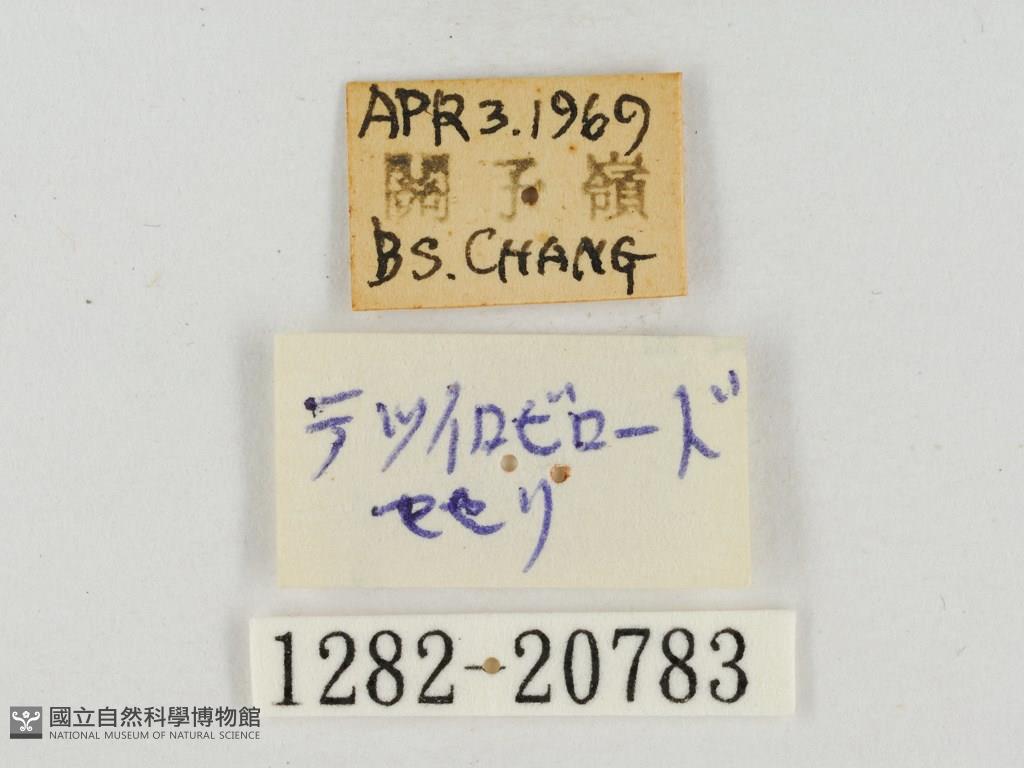 APR 3. 1969
關子嶺
BS. CHANG
テツイロビロード
セセリ
1282-20783
國立自然科學博物館
NATIONAL MUSEUM OF NATURAL SCIENCE